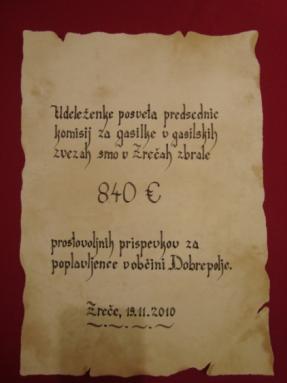 Udeleženke posveta predsednic
komisij za gasilke v gasilskih
zvezah smo v Zrečah zbrale
840 €
prostovoljnih prispevkov za
poplavljence v občini Dobrepolje.
Zreče, 13.11.2010